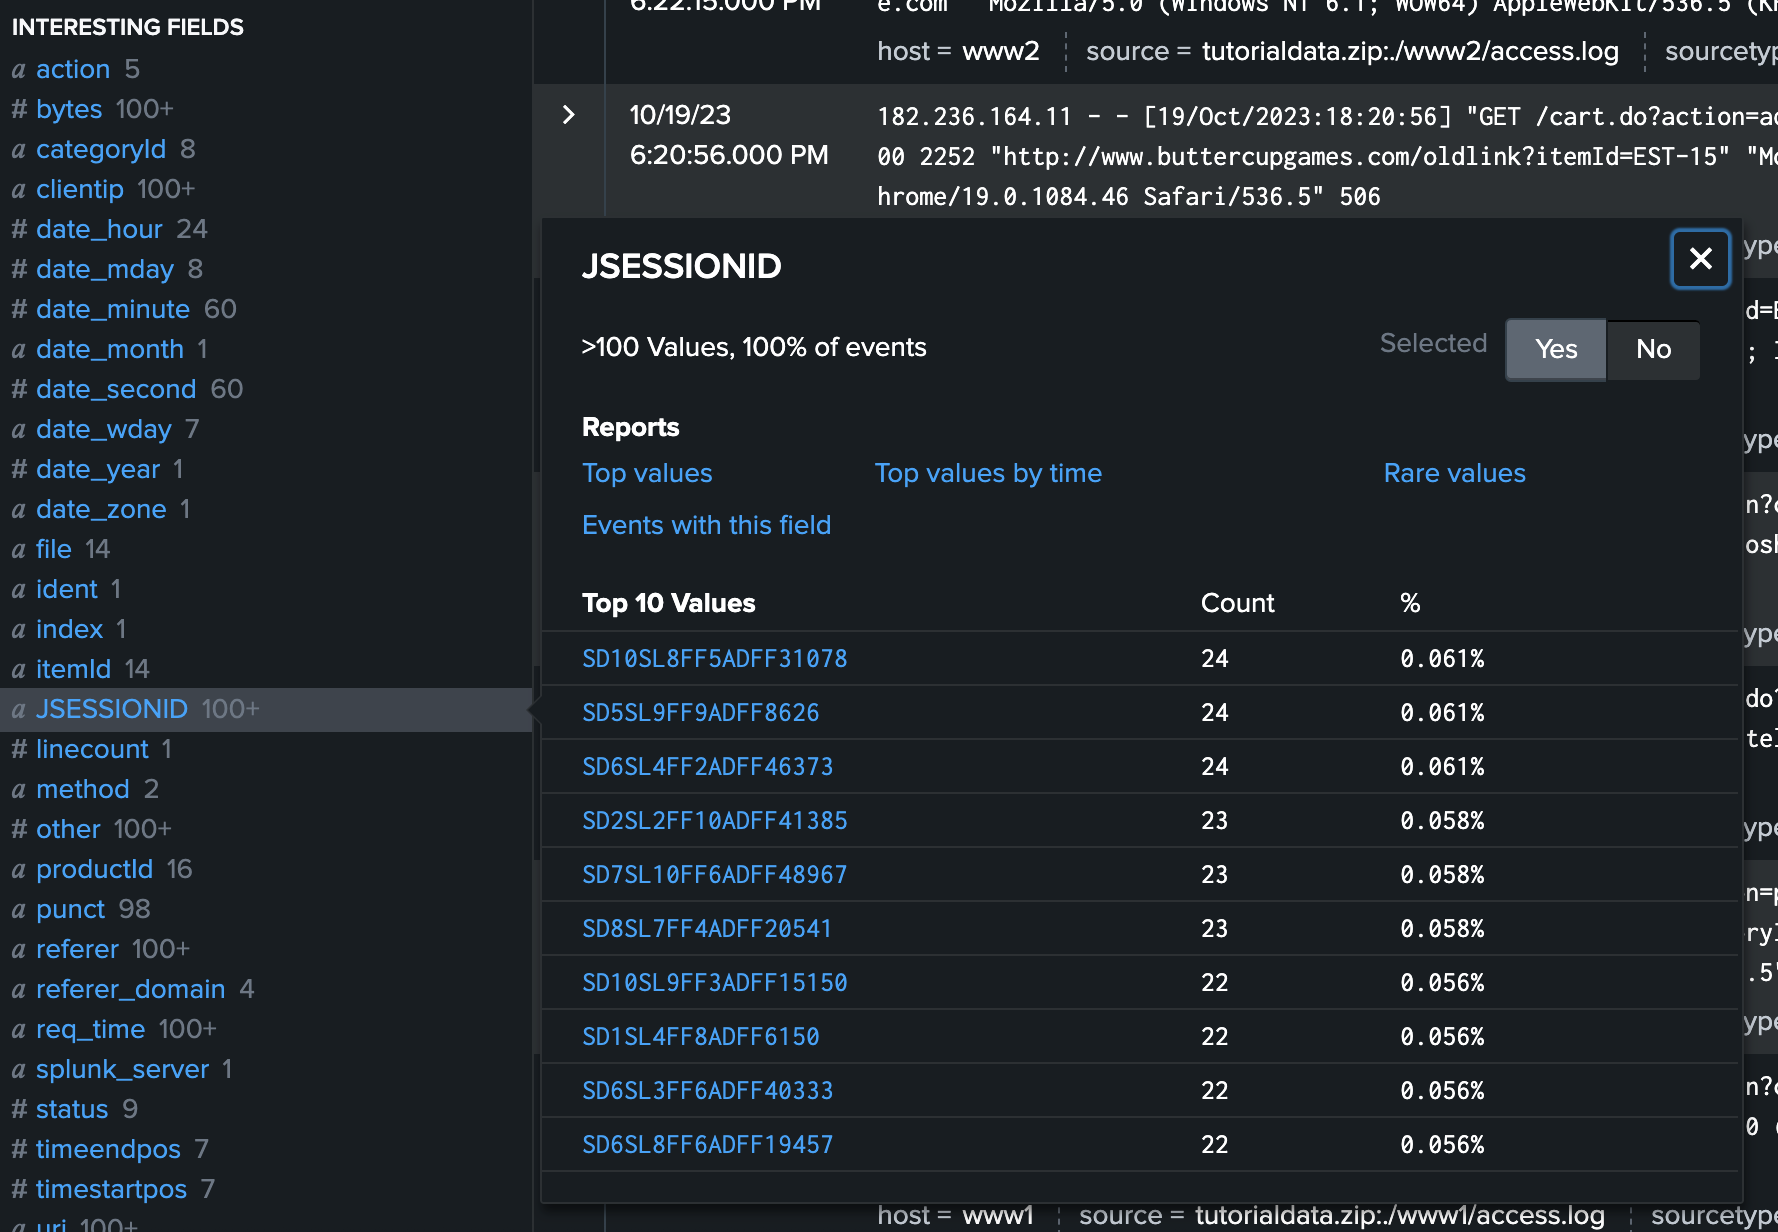 INTERESTING FIELDS
a action 5
# bytes 100+
a categoryId 8
a clientip 100+
# date_hour 24
# date_mday 8
# date_minute 60
a date_month 1
# date_second 60
a date_wday 7
# date_year 1
a date_zone 1
a file 14
a ident 1
a index 1
a itemId 14
a JSESSIONID 100+
# linecount 1
a method 2
# other 100+
a productId 16
a punct 98
a referer 100+
a referer_domain 4
a req_time 100+
a splunk_server 1
# status 9
# timeendpos 7
# timestartpos 7
a uri 100+
6:22:15.000 PM
e.com" "Mozilla/5.0 (Windows NT 6.1; WOW64) AppleWebKit/536.5 (K
host = www2 source = tutorialdata.zip:./www2/access.log sourcetyp
10/19/23
6:20:56.000 PM
182.236.164.11 - - [19/Oct/2023:18:20:56] "GET /cart.do?action=a
00 2252 "http://www.buttercupgames.com/oldlink?itemId=EST-15" "Mo
hrome/19.0.1084.46 Safari/536.5" 506
JSESSIONID
>100 Values, 100% of events
Selected Yes No
Reports
Top values Top values by time Rare values
Events with this field
Top 10 Values Count %
SD10SL8FF5ADFF31078 24 0.061%
SD5SL9FF9ADFF8626 24 0.061%
SD6SL4FF2ADFF46373 24 0.061%
SD2SL2FF10ADFF41385 23 0.058%
SD7SL10FF6ADFF48967 23 0.058%
SD8SL7FF4ADFF20541 23 0.058%
SD10SL9FF3ADFF15150 22 0.056%
SD1SL4FF8ADFF6150 22 0.056%
SD6SL3FF6ADFF40333 22 0.056%
SD6SL8FF6ADFF19457 22 0.056%
host = www1 source = tutorialdata.zip:./www1/access.log sourcetype